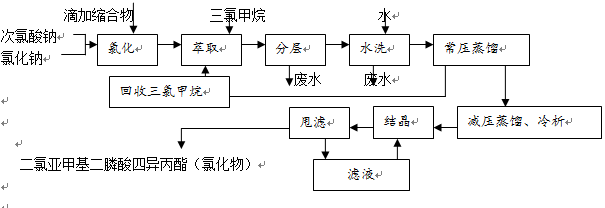 滴加缩合物
三氯甲烷
水
次氯酸钠
氯化钠
氯化
萃取
分层
水洗
常压蒸馏
废水
废水
回收三氯甲烷
甩滤
结晶
减压蒸馏、冷析
二氯亚甲基二膦酸四异丙酯（氯化物）
滤液